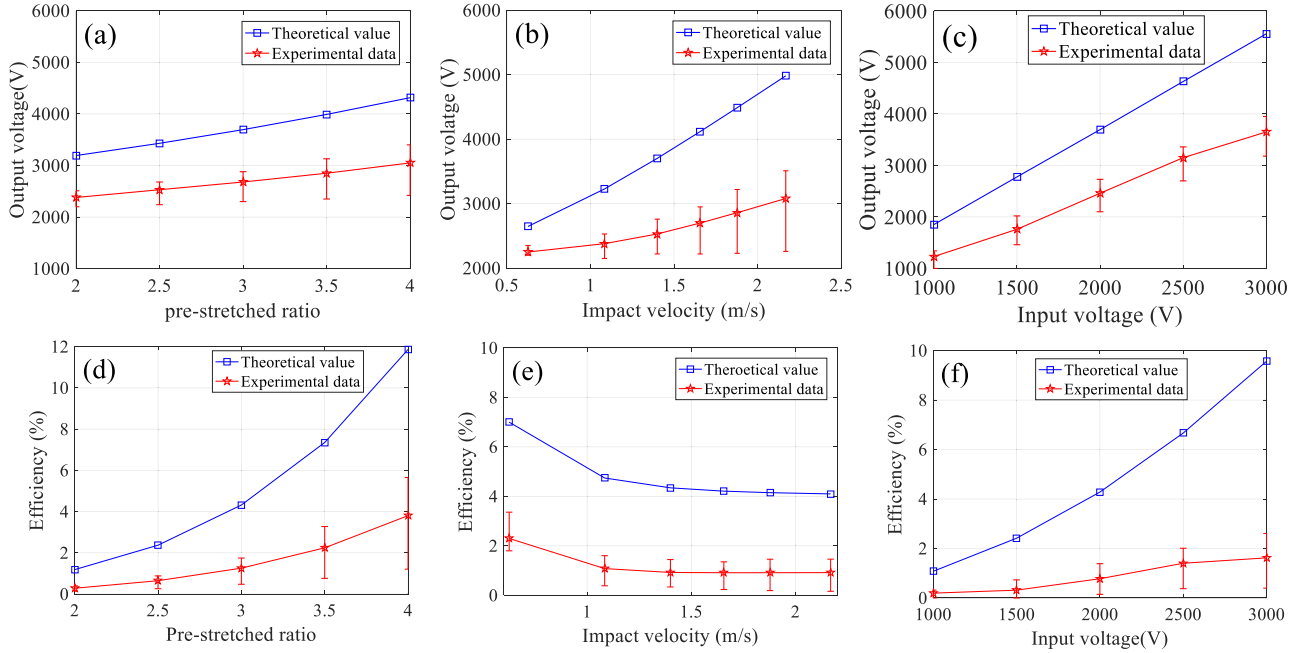 (a)
Theoretical value
Experimental data
6000
5000
4000
3000
2000
1000
2
2.5
3
3.5
4
Output voltage(V)
pre-stretched ratio
(b)
Theoretical value
Experimental data
6000
5000
4000
3000
2000
0.5
1
1.5
2
2.5
Output volatge (V)
Impact velocity (m/s)
(c)
Theoretical value
Experimental data
6000
5000
4000
3000
2000
1000
1000
1500
2000
2500
3000
Output voltage (V)
Input voltage (V)
(d)
Theoretical value
Experimental data
12
10
8
6
4
2
0
2
2.5
3
3.5
4
Efficiency (%)
Pre-stretched ratio
(e)
Theroetical value
Experimental data
10
8
6
4
2
0
1
1.5
2
Efficiency (%)
Impact velocity (m/s)
(f)
Theoretical value
Experimental data
10
8
6
4
2
0
1000
1500
2000
2500
3000
Efficiency (%)
Input voltage(V)